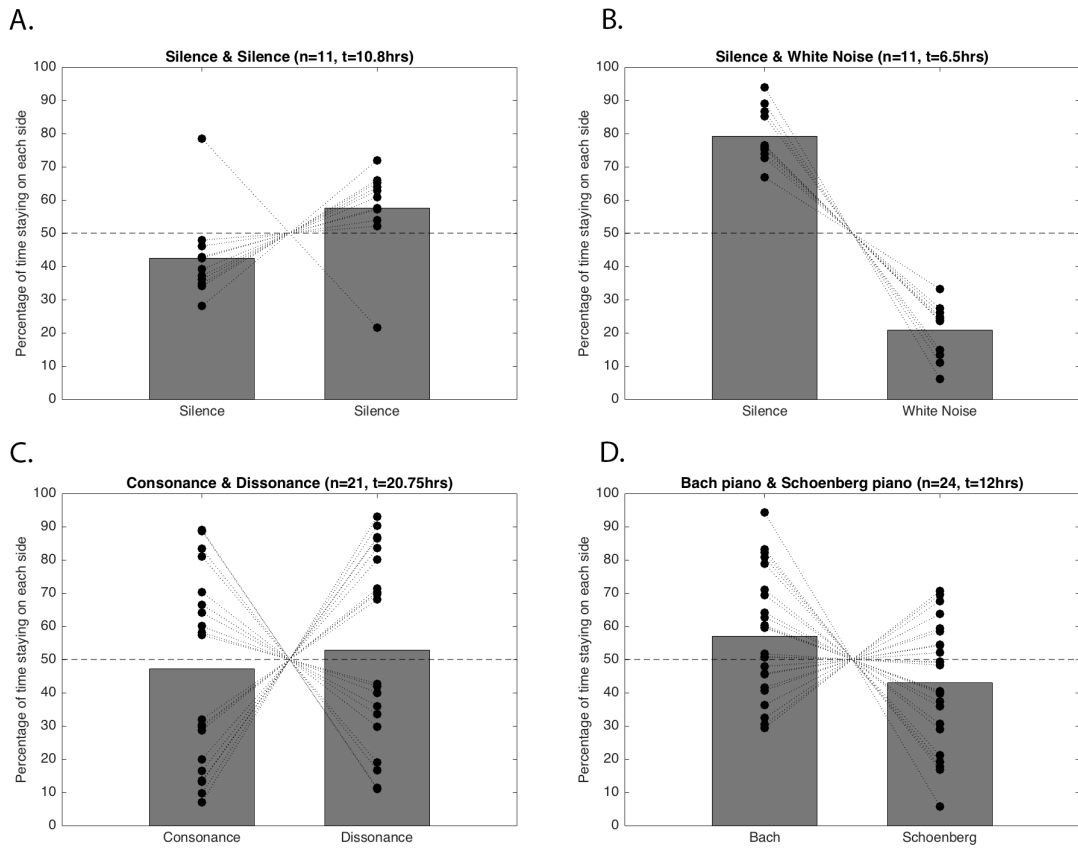 A.
Silence & Silence (n=11, t=10.8hrs)
Percentage of time staying on each side
100
90
80
70
60
50
40
30
20
10
0
Silence Silence
B.
Silence & White Noise (n=11, t=6.5hrs)
Percentage of time staying on each side
100
90
80
70
60
50
40
30
20
10
0
Silence White Noise
C.
Consonance & Dissonance (n=21, t=20.75hrs)
Percentage of time staying on each side
100
90
80
70
60
50
40
30
20
10
0
Consonance Dissonance
D.
Bach piano & Schoenberg piano (n=24, t=12hrs)
Percentage of time staying on each side
100
90
80
70
60
50
40
30
20
10
0
Bach Schoenberg